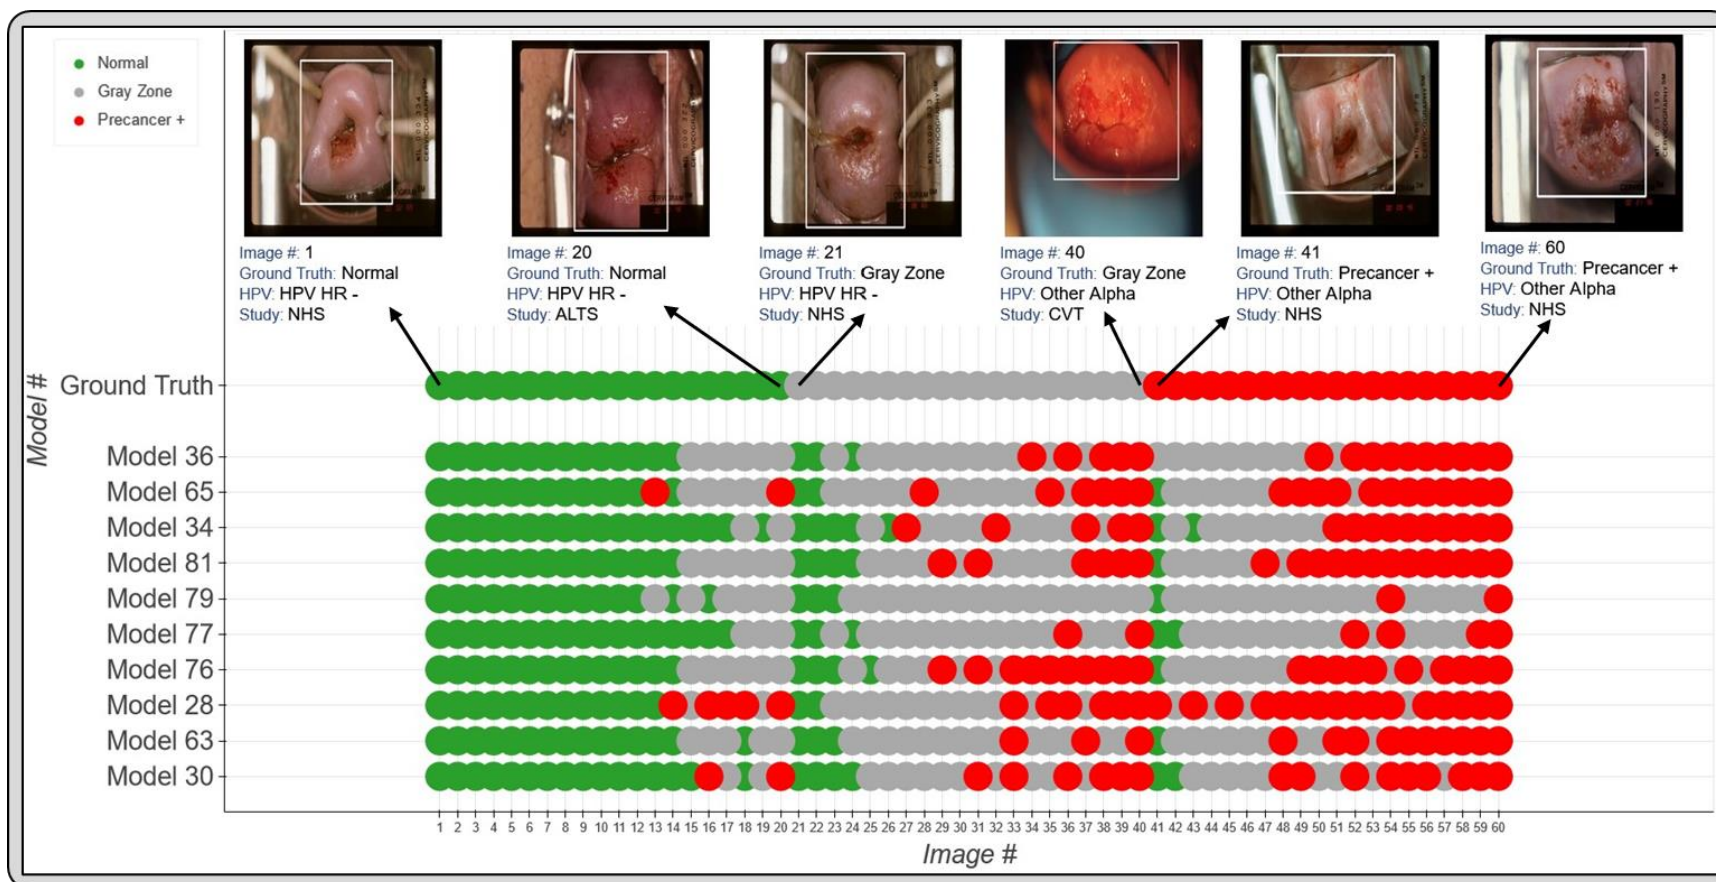 Normal
Gray Zone
Precancer +
Image #: 1
Ground Truth: Normal
HPV: HPV HR -
Study: NHS
Image #: 20
Ground Truth: Normal
HPV: HPV HR -
Study: ALTS
Image #: 21
Ground Truth: Gray Zone
HPV: HPV HR -
Study: NHS
Image #: 40
Ground Truth: Gray Zone
HPV: Other Alpha
Study: CVT
Image #: 41
Ground Truth: Precancer +
HPV: Other Alpha
Study: NHS
Image #: 60
Ground Truth: Precancer +
HPV: Other Alpha
Study: NHS
Model #
Ground Truth
Model 36
Model 65
Model 34
Model 81
Model 79
Model 77
Model 76
Model 28
Model 63
Model 30
1 2 3 4 5 6 7 8 9 10 11 12 13 14 15 16 17 18 19 20 21 22 23 24 25 26 27 28 29 30 31 32 33 34 35 36 37 38 39 40 41 42 43 44 45 46 47 48 49 50 51 52 53 54 55 56 57 58 59 60
Image #